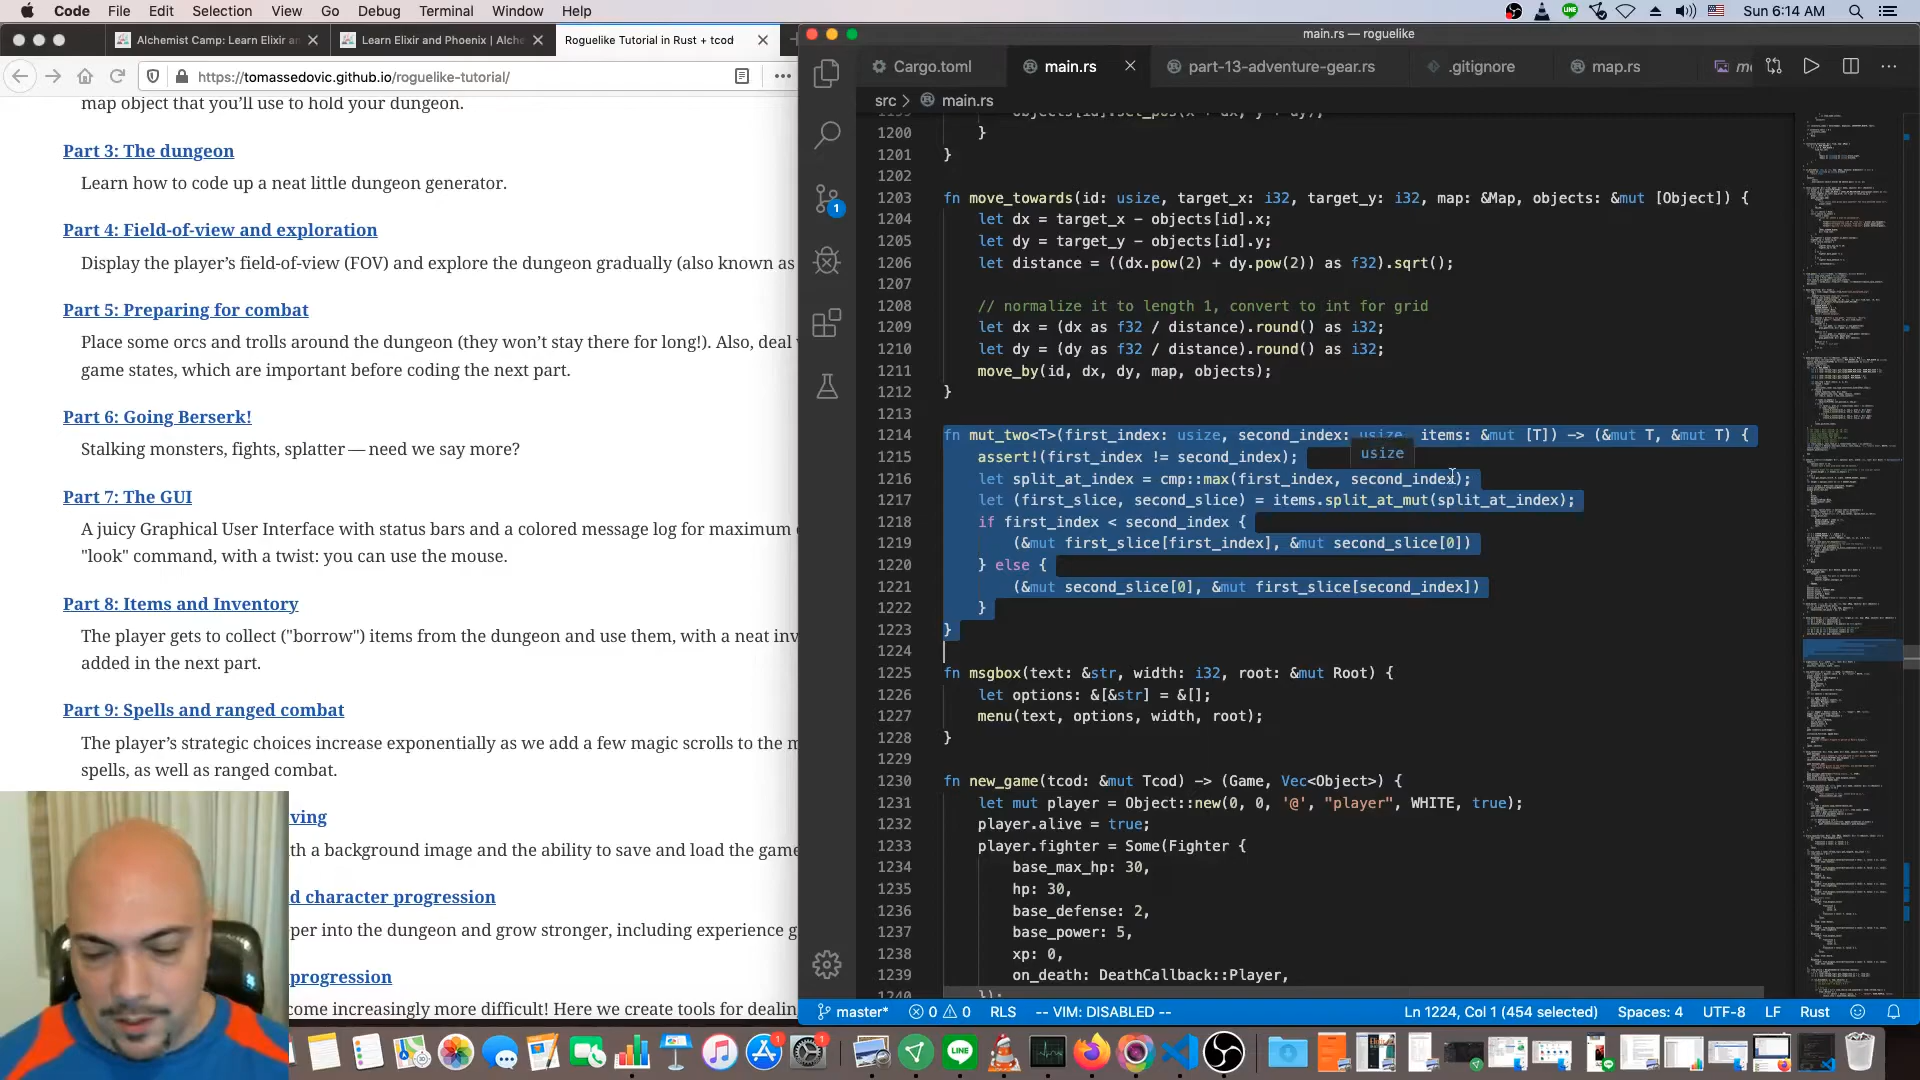 Code File Edit Selection View Go Debug Terminal Window Help
Sun 6:14 AM
Alchemist Camp: Learn Elixir an
Learn Elixir and Phoenix | Alche
Roguelike Tutorial in Rust + tcod
https://tomassedovic.github.io/roguelike-tutorial/
map object that you’ll use to hold your dungeon.
Part 3: The dungeon
Learn how to code up a neat little dungeon generator.
Part 4: Field-of-view and exploration
Display the player’s field-of-view (FOV) and explore the dungeon gradually (also known as
Part 5: Preparing for combat
Place some orcs and trolls around the dungeon (they won’t stay there for long!). Also, deal
game states, which are important before coding the next part.
Part 6: Going Berserk!
Stalking monsters, fights, splatter — need we say more?
Part 7: The GUI
A juicy Graphical User Interface with status bars and a colored message log for maximum
"look" command, with a twist: you can use the mouse.
Part 8: Items and Inventory
The player gets to collect ("borrow") items from the dungeon and use them, with a neat inv
added in the next part.
Part 9: Spells and ranged combat
The player’s strategic choices increase exponentially as we add a few magic scrolls to the m
spells, as well as ranged combat.
ving
th a background image and the ability to save and load the game
d character progression
per into the dungeon and grow stronger, including experience g
progression
come increasingly more difficult! Here we create tools for dealin
main.rs — roguelike
Cargo.toml
main.rs
part-13-adventure-gear.rs
.gitignore
map.rs
src > main.rs
1
1200 }
1201 }
1202
1203 fn move_towards(id: usize, target_x: i32, target_y: i32, map: &Map, objects: &mut [Object]) {
1204 let dx = target_x - objects[id].x;
1205 let dy = target_y - objects[id].y;
1206 let distance = ((dx.pow(2) + dy.pow(2)) as f32).sqrt();
1207
1208 // normalize it to length 1, convert to int for grid
1209 let dx = (dx as f32 / distance).round() as i32;
1210 let dy = (dy as f32 / distance).round() as i32;
1211 move_by(id, dx, dy, map, objects);
1212 }
1213
1214 fn mut_two<T>(first_index: usize, second_index: usize, items: &mut [T]) -> (&mut T, &mut T) {
1215 assert!(first_index != second_index);
usize
1216 let split_at_index = cmp::max(first_index, second_index);
1217 let (first_slice, second_slice) = items.split_at_mut(split_at_index);
1218 if first_index < second_index {
1219 (&mut first_slice[first_index], &mut second_slice[0])
1220 } else {
1221 (&mut second_slice[0], &mut first_slice[second_index])
1222 }
1223 }
1224
1225 fn msgbox(text: &str, width: i32, root: &mut Root) {
1226 let options: &[&str] = &[];
1227 menu(text, options, width, root);
1228 }
1229
1230 fn new_game(tcod: &mut Tcod) -> (Game, Vec<Object>) {
1231 let mut player = Object::new(0, 0, '@', "player", WHITE, true);
1232 player.alive = true;
1233 player.fighter = Some(Fighter {
1234 base_max_hp: 30,
1235 hp: 30,
1236 base_defense: 2,
1237 base_power: 5,
1238 xp: 0,
1239 on_death: DeathCallback::Player,
1240 });
master* 0 0 RLS -- VIM: DISABLED -- Ln 1224, Col 1 (454 selected) Spaces: 4 UTF-8 LF Rust